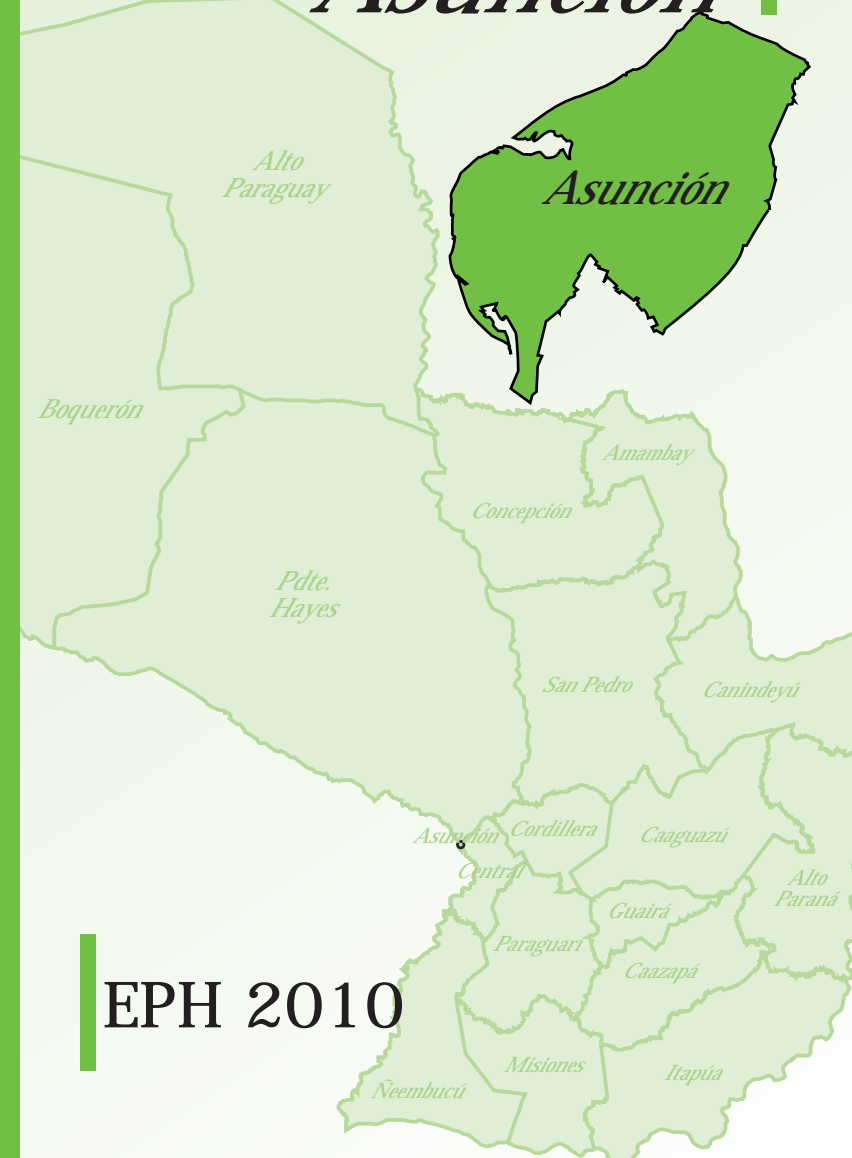 Asunción
Alto
Paraguay
Asunción
Boquerón
Amambay
Concepción
Pdte.
Hayes
San Pedro
Canindeyú
Asunción
Cordillera
Caaguazú
Central
Alto
Paraná
Guairá
Paraguarí
Caazapá
EPH 2010
Misiones
Itapúa
Ñeembucú